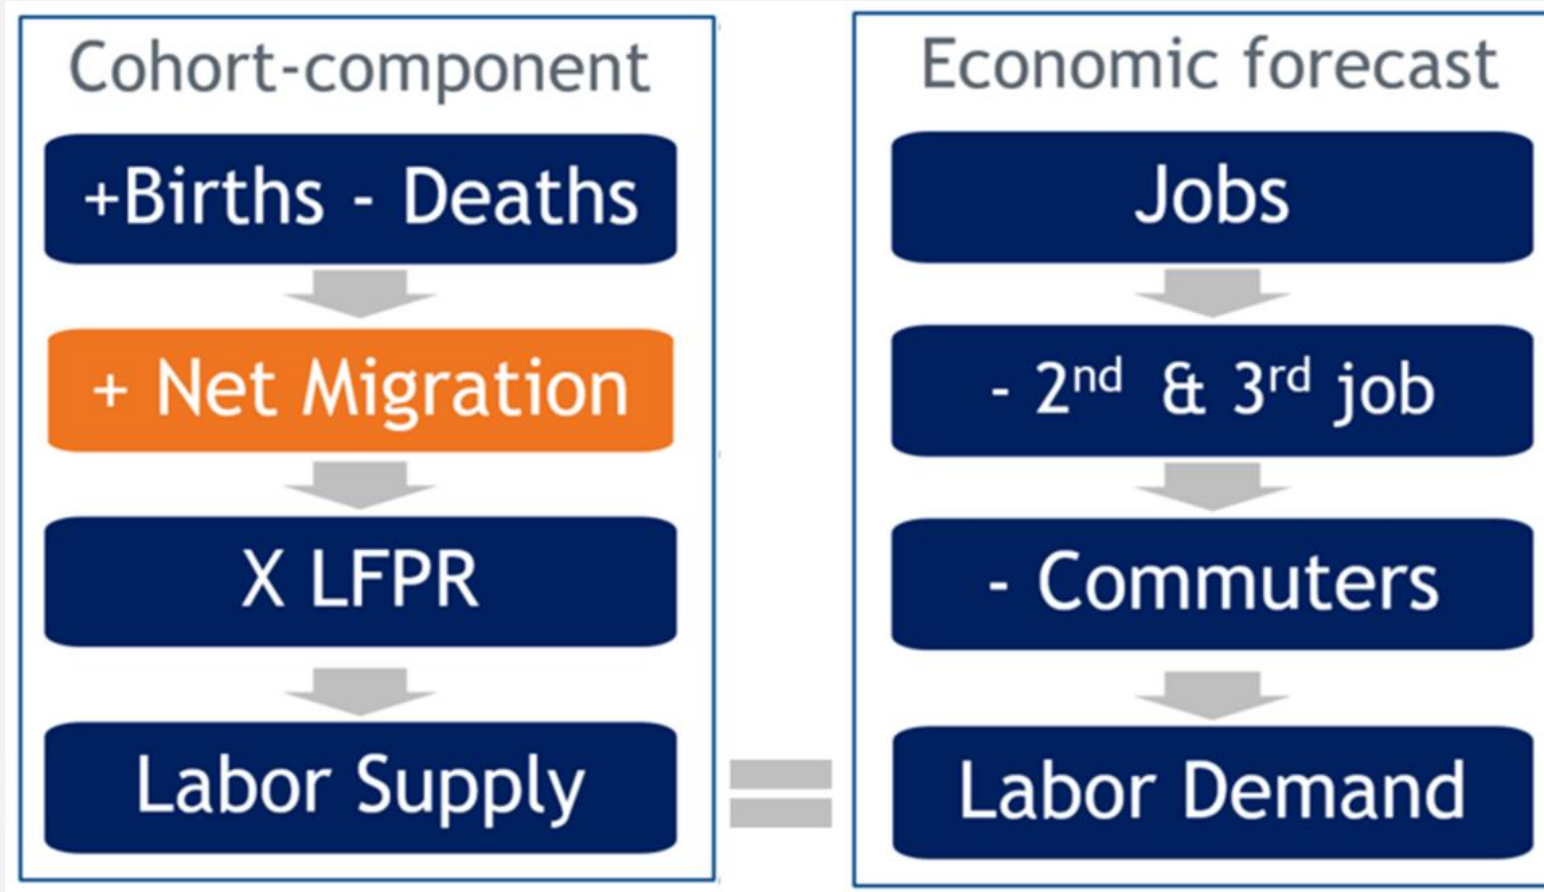 Cohort-component
+Births - Deaths
+ Net Migration
X LFPR
Labor Supply
=
Economic forecast
Jobs
- 2nd & 3rd job
- Commuters
Labor Demand